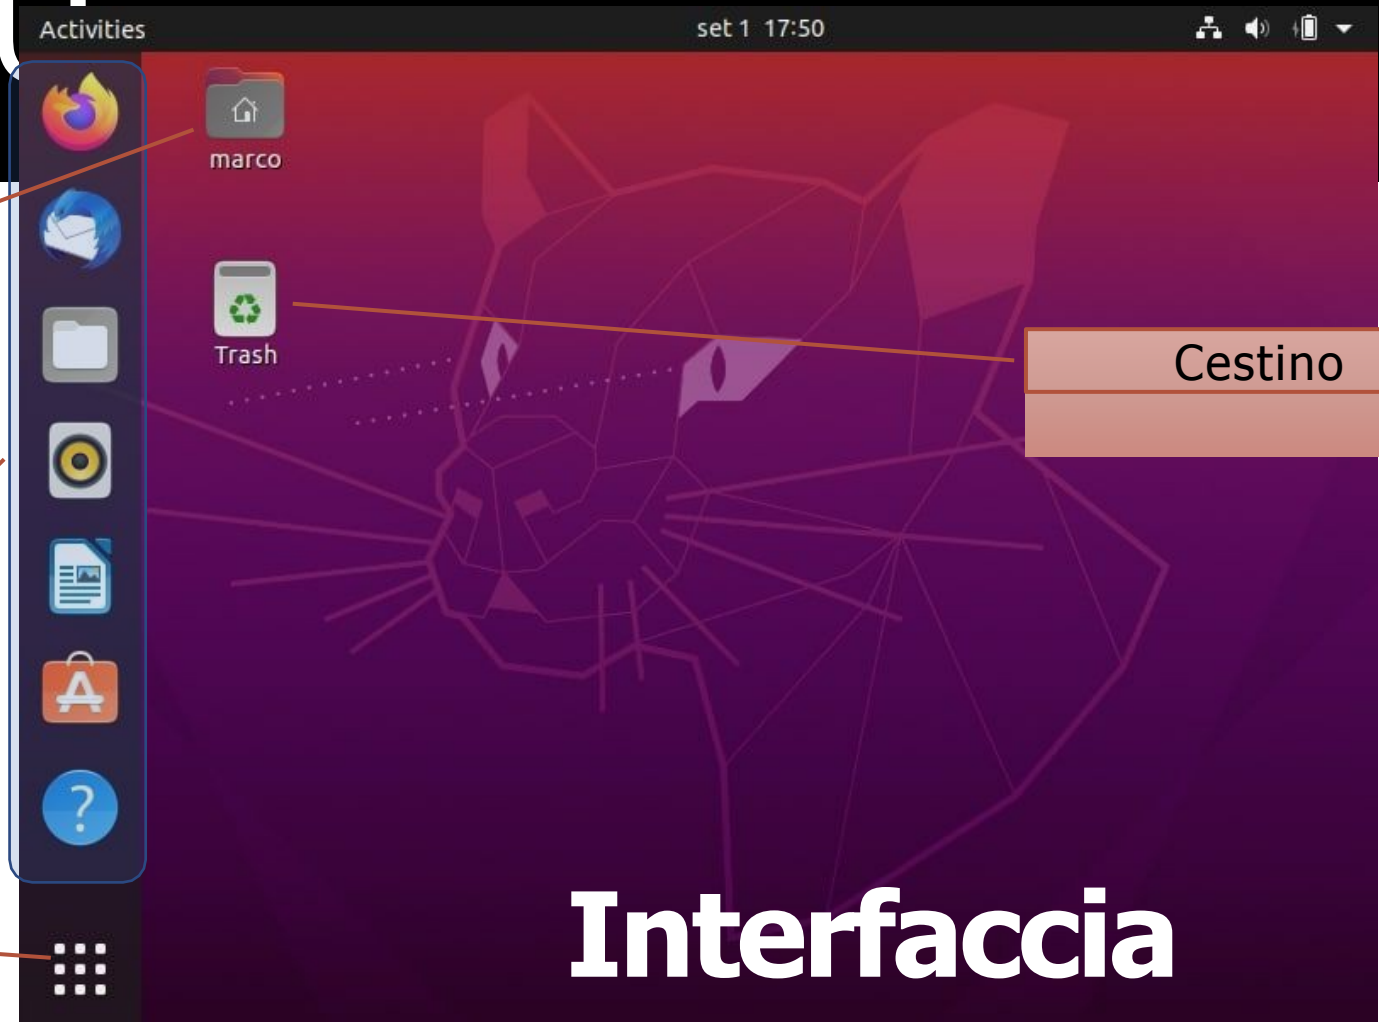 Activities
set 1 17:50
marco
Trash
Cestino
Interfaccia